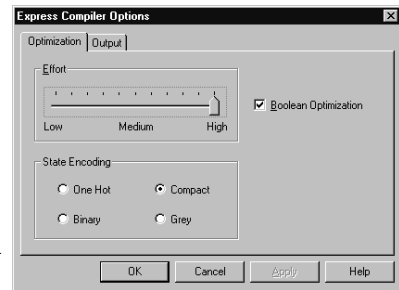 Express Compiler Options
Optimization Output
Effort
Low Medium High
Boolean Optimization
State Encoding
One Hot Compact
Binary Grey
OK Cancel Apply Help